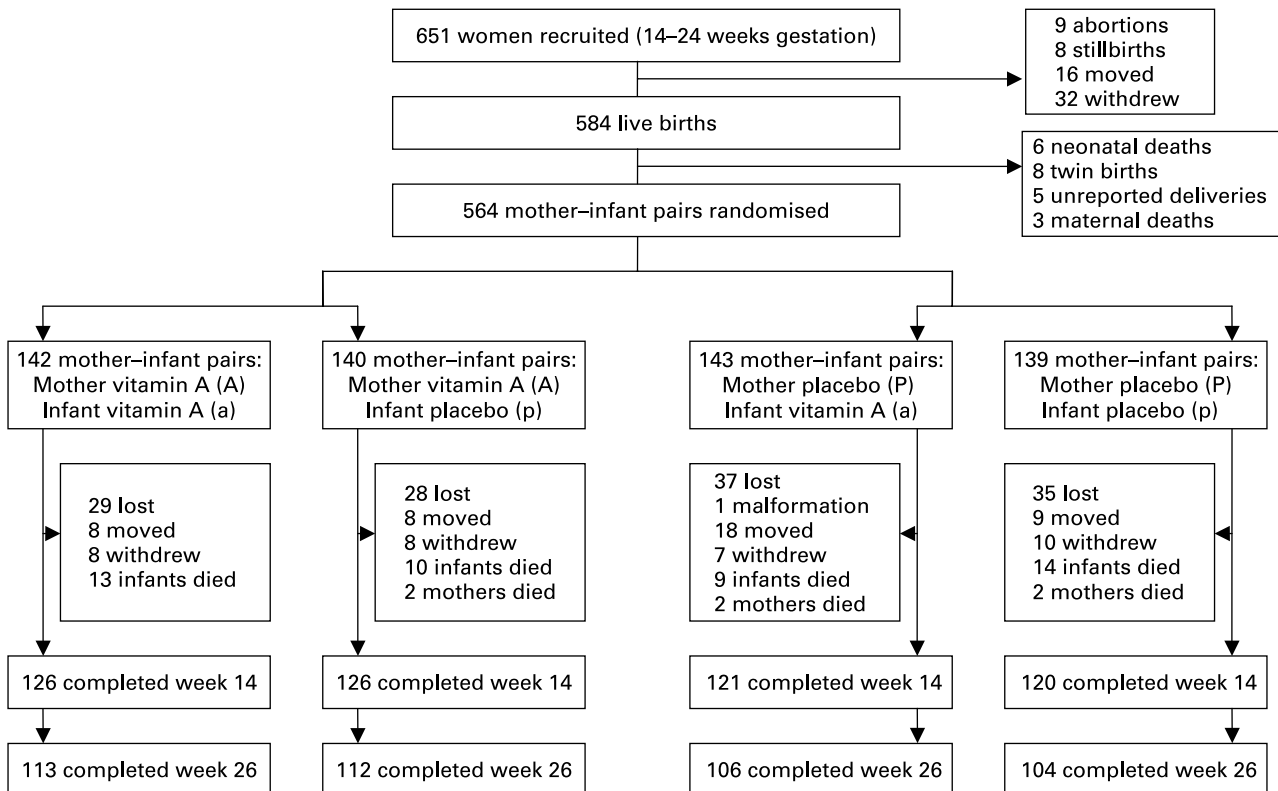 651 women recruited (14–24 weeks gestation)
9 abortions
8 stillbirths
16 moved
32 withdrew
584 live births
6 neonatal deaths
8 twin births
5 unreported deliveries
3 maternal deaths
564 mother–infant pairs randomised
142 mother–infant pairs:
Mother vitamin A (A)
Infant vitamin A (a)
140 mother–infant pairs:
Mother vitamin A (A)
Infant placebo (p)
143 mother–infant pairs:
Mother placebo (P)
Infant vitamin A (a)
139 mother–infant pairs:
Mother placebo (P)
Infant placebo (p)
29 lost
8 moved
8 withdrew
13 infants died
28 lost
8 moved
8 withdrew
10 infants died
2 mothers died
37 lost
1 malformation
18 moved
7 withdrew
9 infants died
2 mothers died
35 lost
9 moved
10 withdrew
14 infants died
2 mothers died
126 completed week 14
126 completed week 14
121 completed week 14
120 completed week 14
113 completed week 26
112 completed week 26
106 completed week 26
104 completed week 26